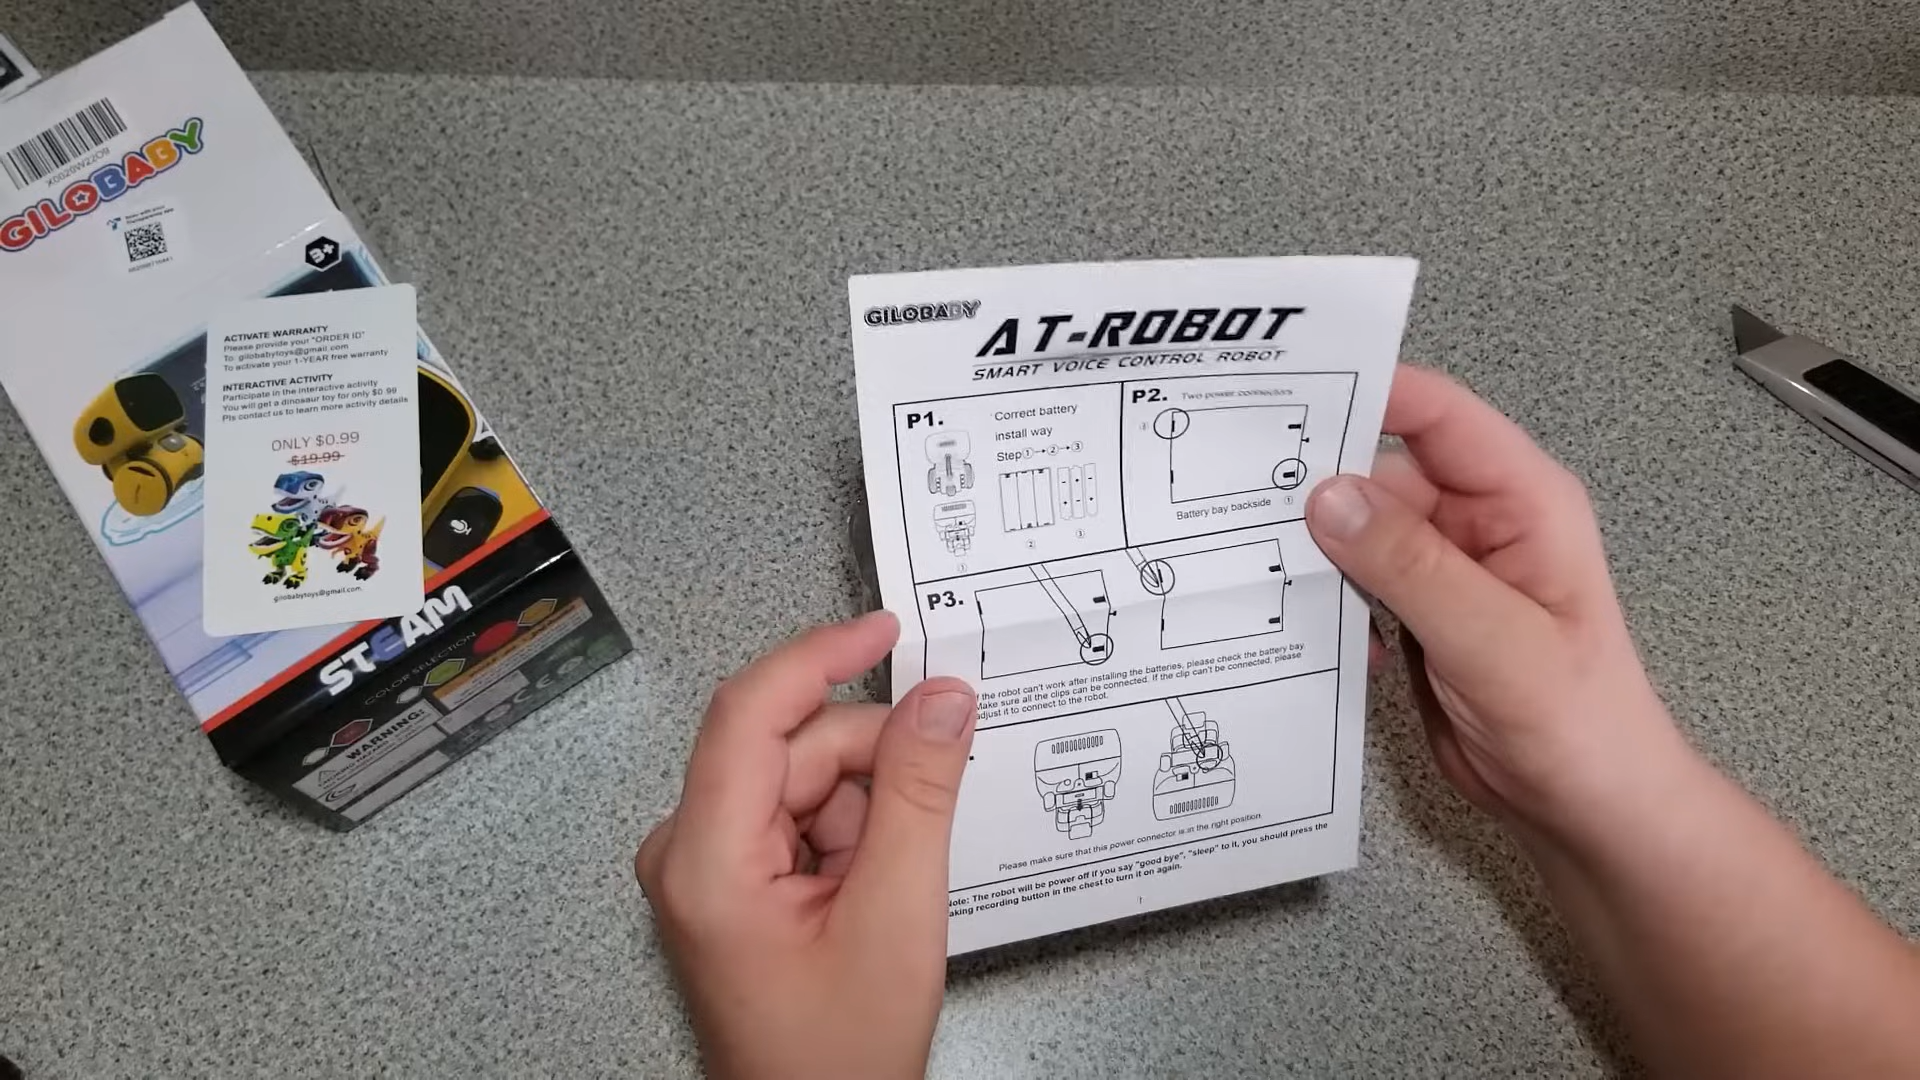 GILOBABY
3+
ACTIVATE WARRANTY
Please provide your "ORDER ID"
To: gilobabytoys@gmail.com
To activate your 1-YEAR free warranty
INTERACTIVE ACTIVITY
Participate in the interactive activity
You will get a dinosaur toy for only $0.99
Pls contact us to learn more activity details
ONLY $0.99
$19.99
gilobabytoys@gmail.com
STEAM
COLOR SELECTION
WARNING:
GILOBABY
AT-ROBOT
SMART VOICE CONTROL ROBOT
P1.
Correct battery
install way
Step①→②→③
①
②
③
P2. Two power connectors
Battery bay backside ①
P3.
f the robot can't work after installing the batteries, please check the battery bay.
Make sure all the clips can be connected. If the clip can't be connected, please
adjust it to connect to the robot.
Please make sure that this power connector is in the right position.
Note: The robot will be power off if you say "good bye", "sleep" to it, you should press the
aking recording button in the chest to turn it on again.
1